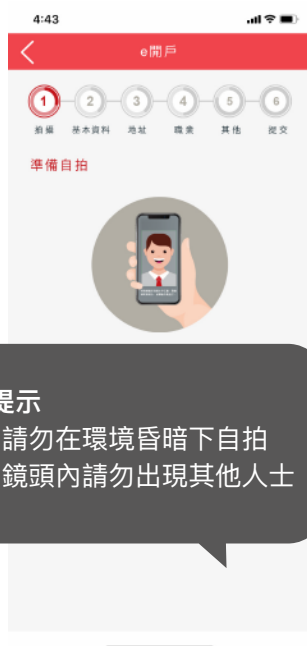 4:43
e開戶
1 2 3 4 5 6
拍攝 基本資料 地址 職業 其他 提交
準備自拍
提示
請勿在環境昏暗下自拍
鏡頭內請勿出現其他人士